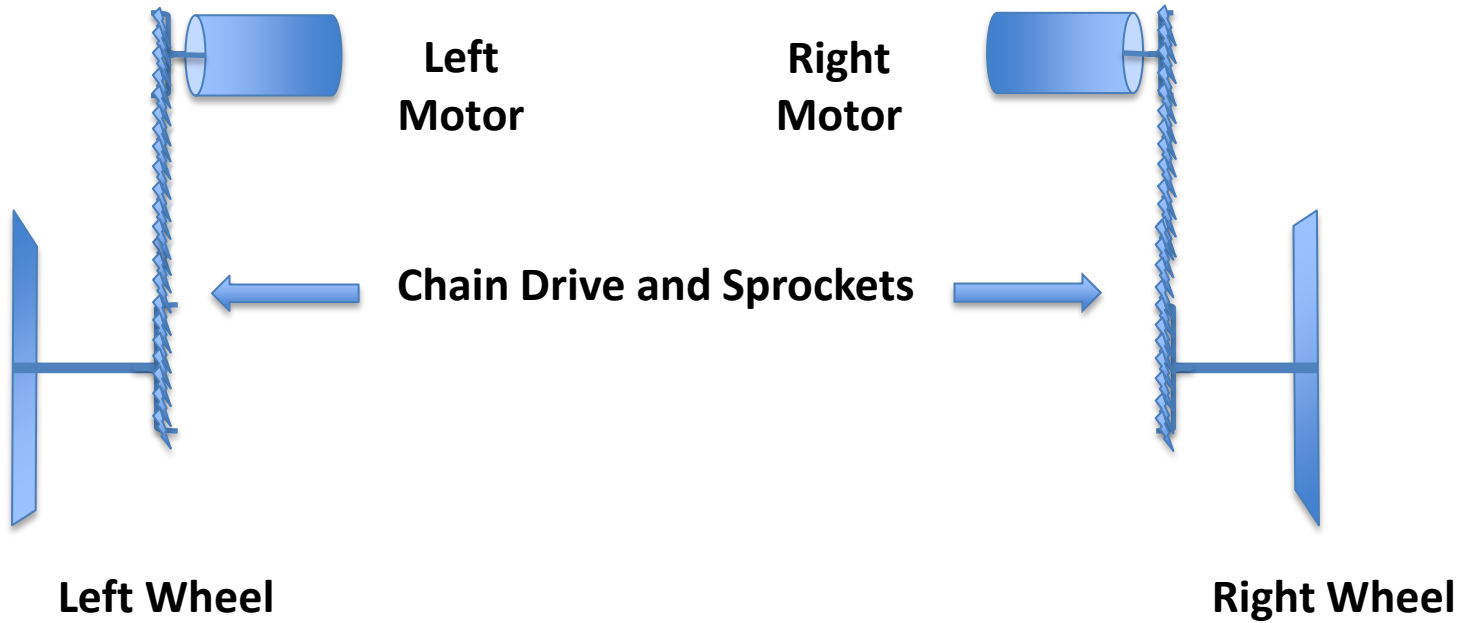 Left
Motor
Right
Motor
Chain Drive and Sprockets
Left Wheel
Right Wheel